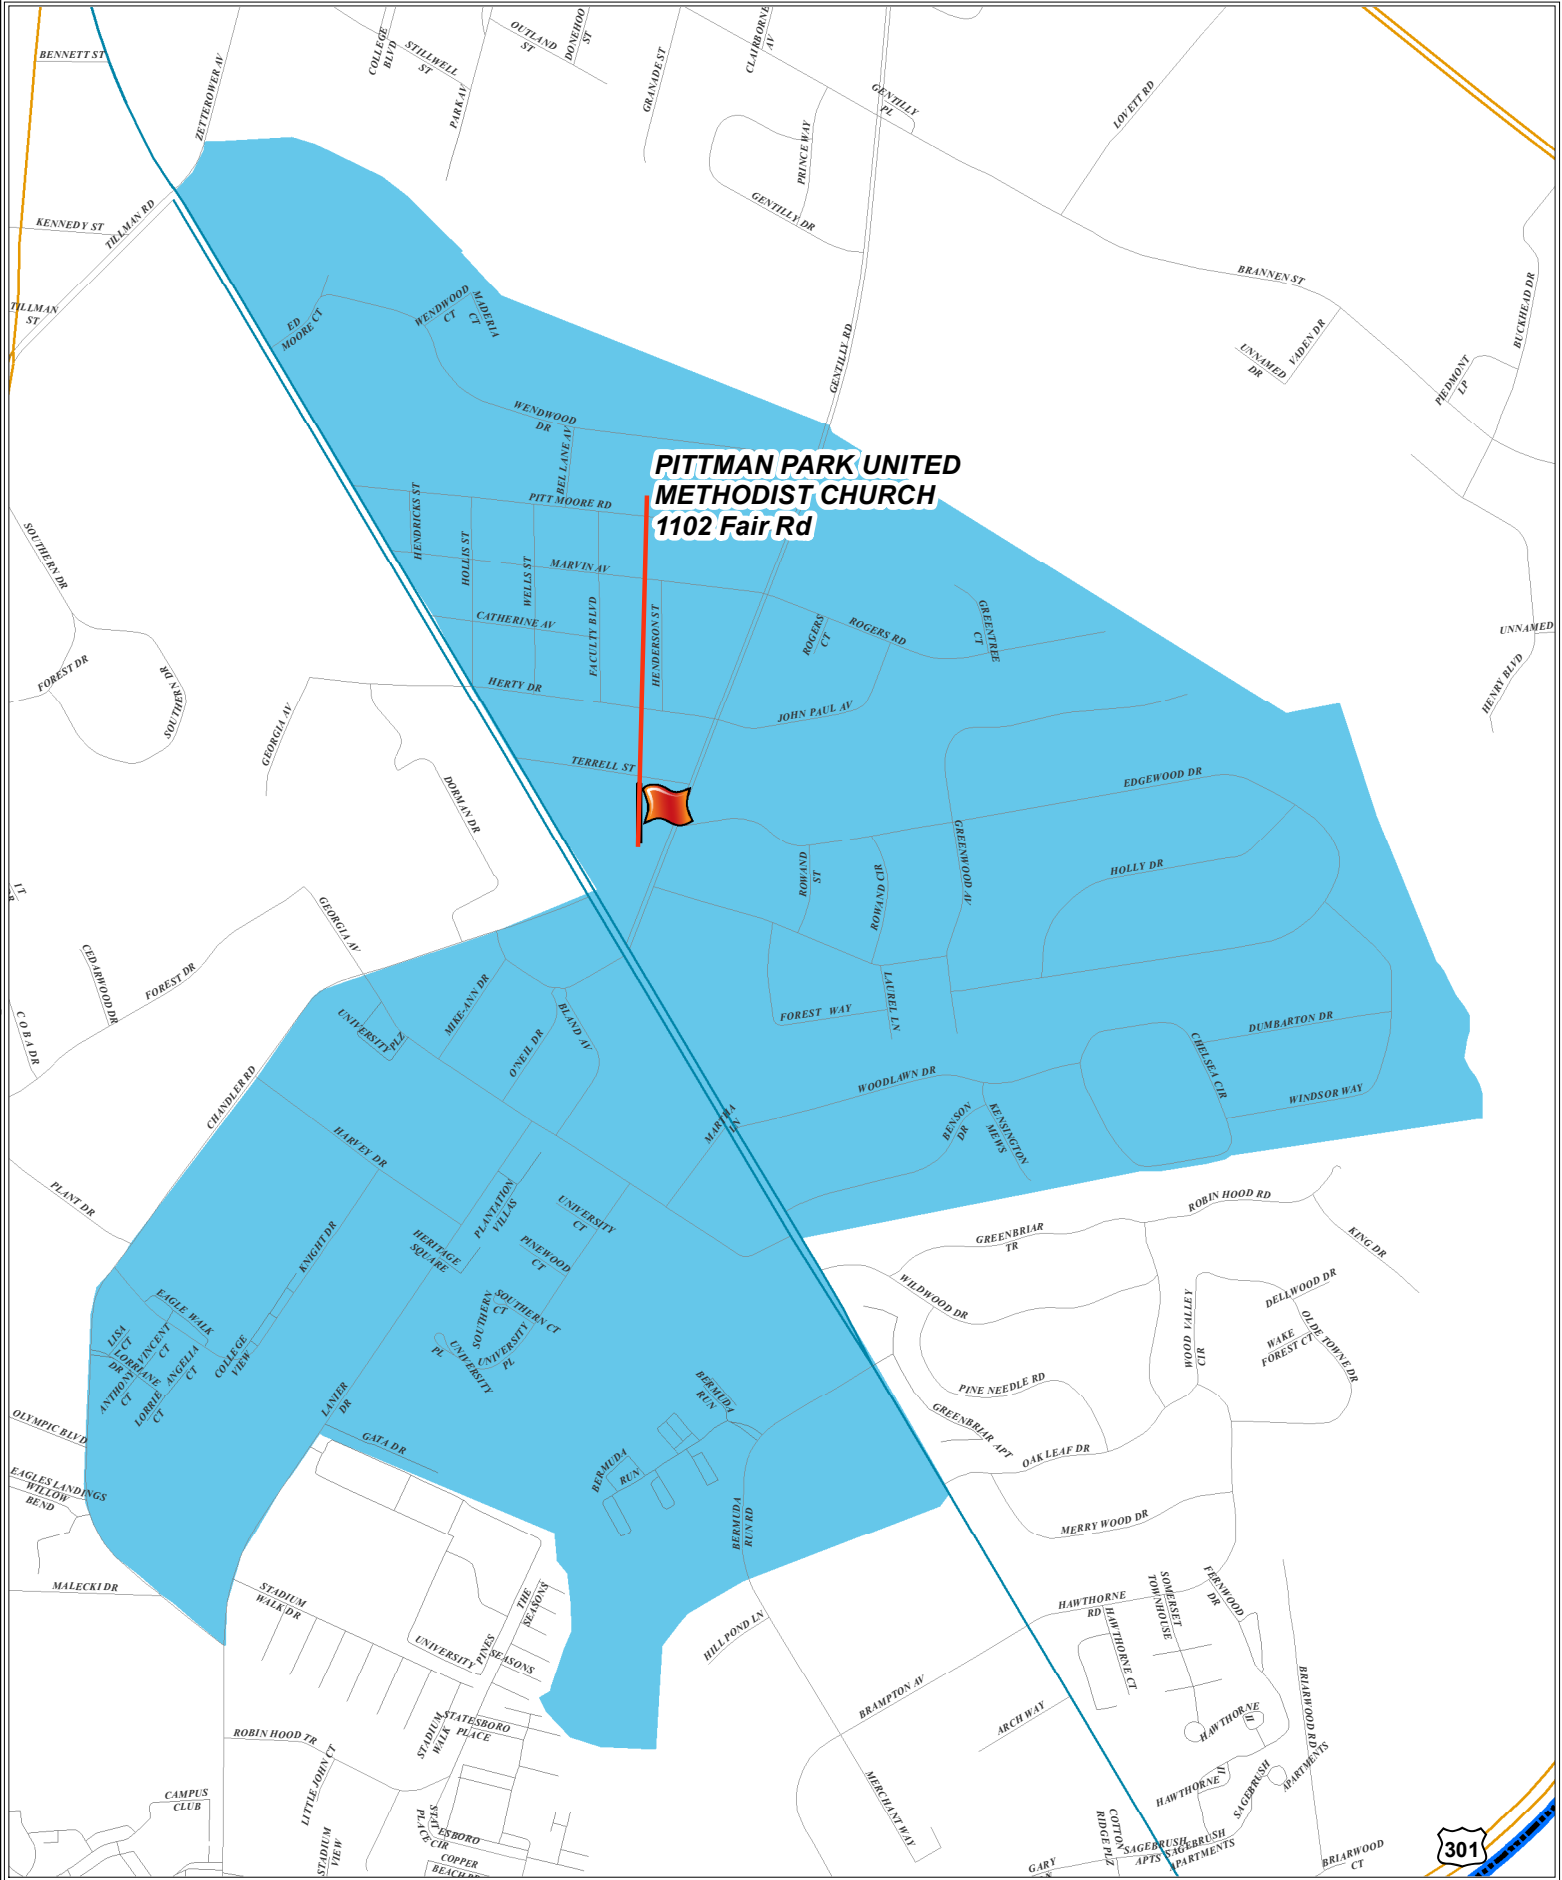 BENNETT ST
ZETTEROWER AV
COLLEGE
BLVD
STILLWELL
ST
PARK AV
OUTLAND
ST
DONEHOO
ST
GRANADE ST
CLAIRBORNE
AV
GENTILLY
PL
PRINCE WAY
GENTILLY DR
LOVETT RD
KENNEDY ST
TILLMAN RD
TILLMAN
ST
ED
MOORE CT
WENDWOOD
CT
MADERIA
CT
GENTILLY RD
BRANNEN ST
BUCKHEAD DR
UNNAMED
DR
VADEN DR
PIEDMONT
LP
WENDWOOD
DR
BEL LANE AV
PITTMAN PARK UNITED
METHODIST CHURCH
1102 Fair Rd
PITT MOORE RD
HENDRICKS ST
HOLLIS ST
WELLS ST
MARVIN AV
CATHERINE AV
FACULTY BLVD
HENDERSON ST
ROGERS
CT
ROGERS RD
GREENTREE
CT
UNNAMED
HENRY BLVD
SOUTHERN DR
FOREST DR
SOUTHERN DR
GEORGIA AV
HERTY DR
JOHN PAUL AV
TERRELL ST
DORMAN DR
EDGEWOOD DR
GREENWOOD AV
HOLLY DR
ROWAND
ST
ROWAND CIR
GEORGIA AV
CEDARWOOD DR
FOREST DR
COBA DR
UNIVERSITY
PLZ
MIKE-ANN DR
O'NEIL DR
BLAND AV
FOREST WAY
LAUREL LN
DUMBARTON DR
CHELSEA CIR
WINDSOR WAY
WOODLAWN DR
BENSON
DR
KENSINGTON
MEWS
MARTHA
LN
CHANDLER RD
HARVEY DR
PLANT DR
KNIGHT DR
HERITAGE
SQUARE
PLANTATION
VILLAS
UNIVERSITY
CT
PINEWOOD
CT
SOUTHERN
CT
SOUTHERN CT
UNIVERSITY
PL
UNIVERSITY
PL
ROBIN HOOD RD
KING DR
GREENBRIAR
TR
WILDWOOD DR
DELLWOOD DR
WOOD VALLEY
CIR
WAKE
FOREST CT
OLDE TOWNE DR
EAGLE WALK
LISA
CT
LORRIANE
DR
VINCENT
CT
ANTHONY
CT
ANGELIA
CT
LORRIE
CT
COLLEGE
VIEW
LANIER
DR
GATA DR
BERMUDA
RUN
BERMUDA
RUN
BERMUDA
RUN RD
PINE NEEDLE RD
GREENBRIAR APT
OAK LEAF DR
MERRY WOOD DR
OLYMPIC BLVD
EAGLES LANDINGS
WILLOW
BEND
MALECKI DR
STADIUM
WALK DR
THE
SEASONS
UNIVERSITY
PINES
SEASONS
HILL POND LN
HAWTHORNE
RD
HAWTHORNE CT
SOMERSET
TOWNHOUSE
FERNWOOD
DR
BRIARWOOD RD
BRAMPTON AV
ARCH WAY
HAWTHORNE
II
HAWTHORNE
II
SAGEBRUSH
APARTMENTS
ROBIN HOOD TR
LITTLE JOHN CT
STADIUM
WALK
STATESBORO
PLACE
CAMPUS
CLUB
STADIUM
VIEW
STATESBORO
PLACE CIR
COPPER
MERCHANT WAY
COTTON
RIDGE PLZ
GARY
SAGEBRUSH
APTS
SAGEBRUSH
APARTMENTS
BRIARWOOD
CT
301